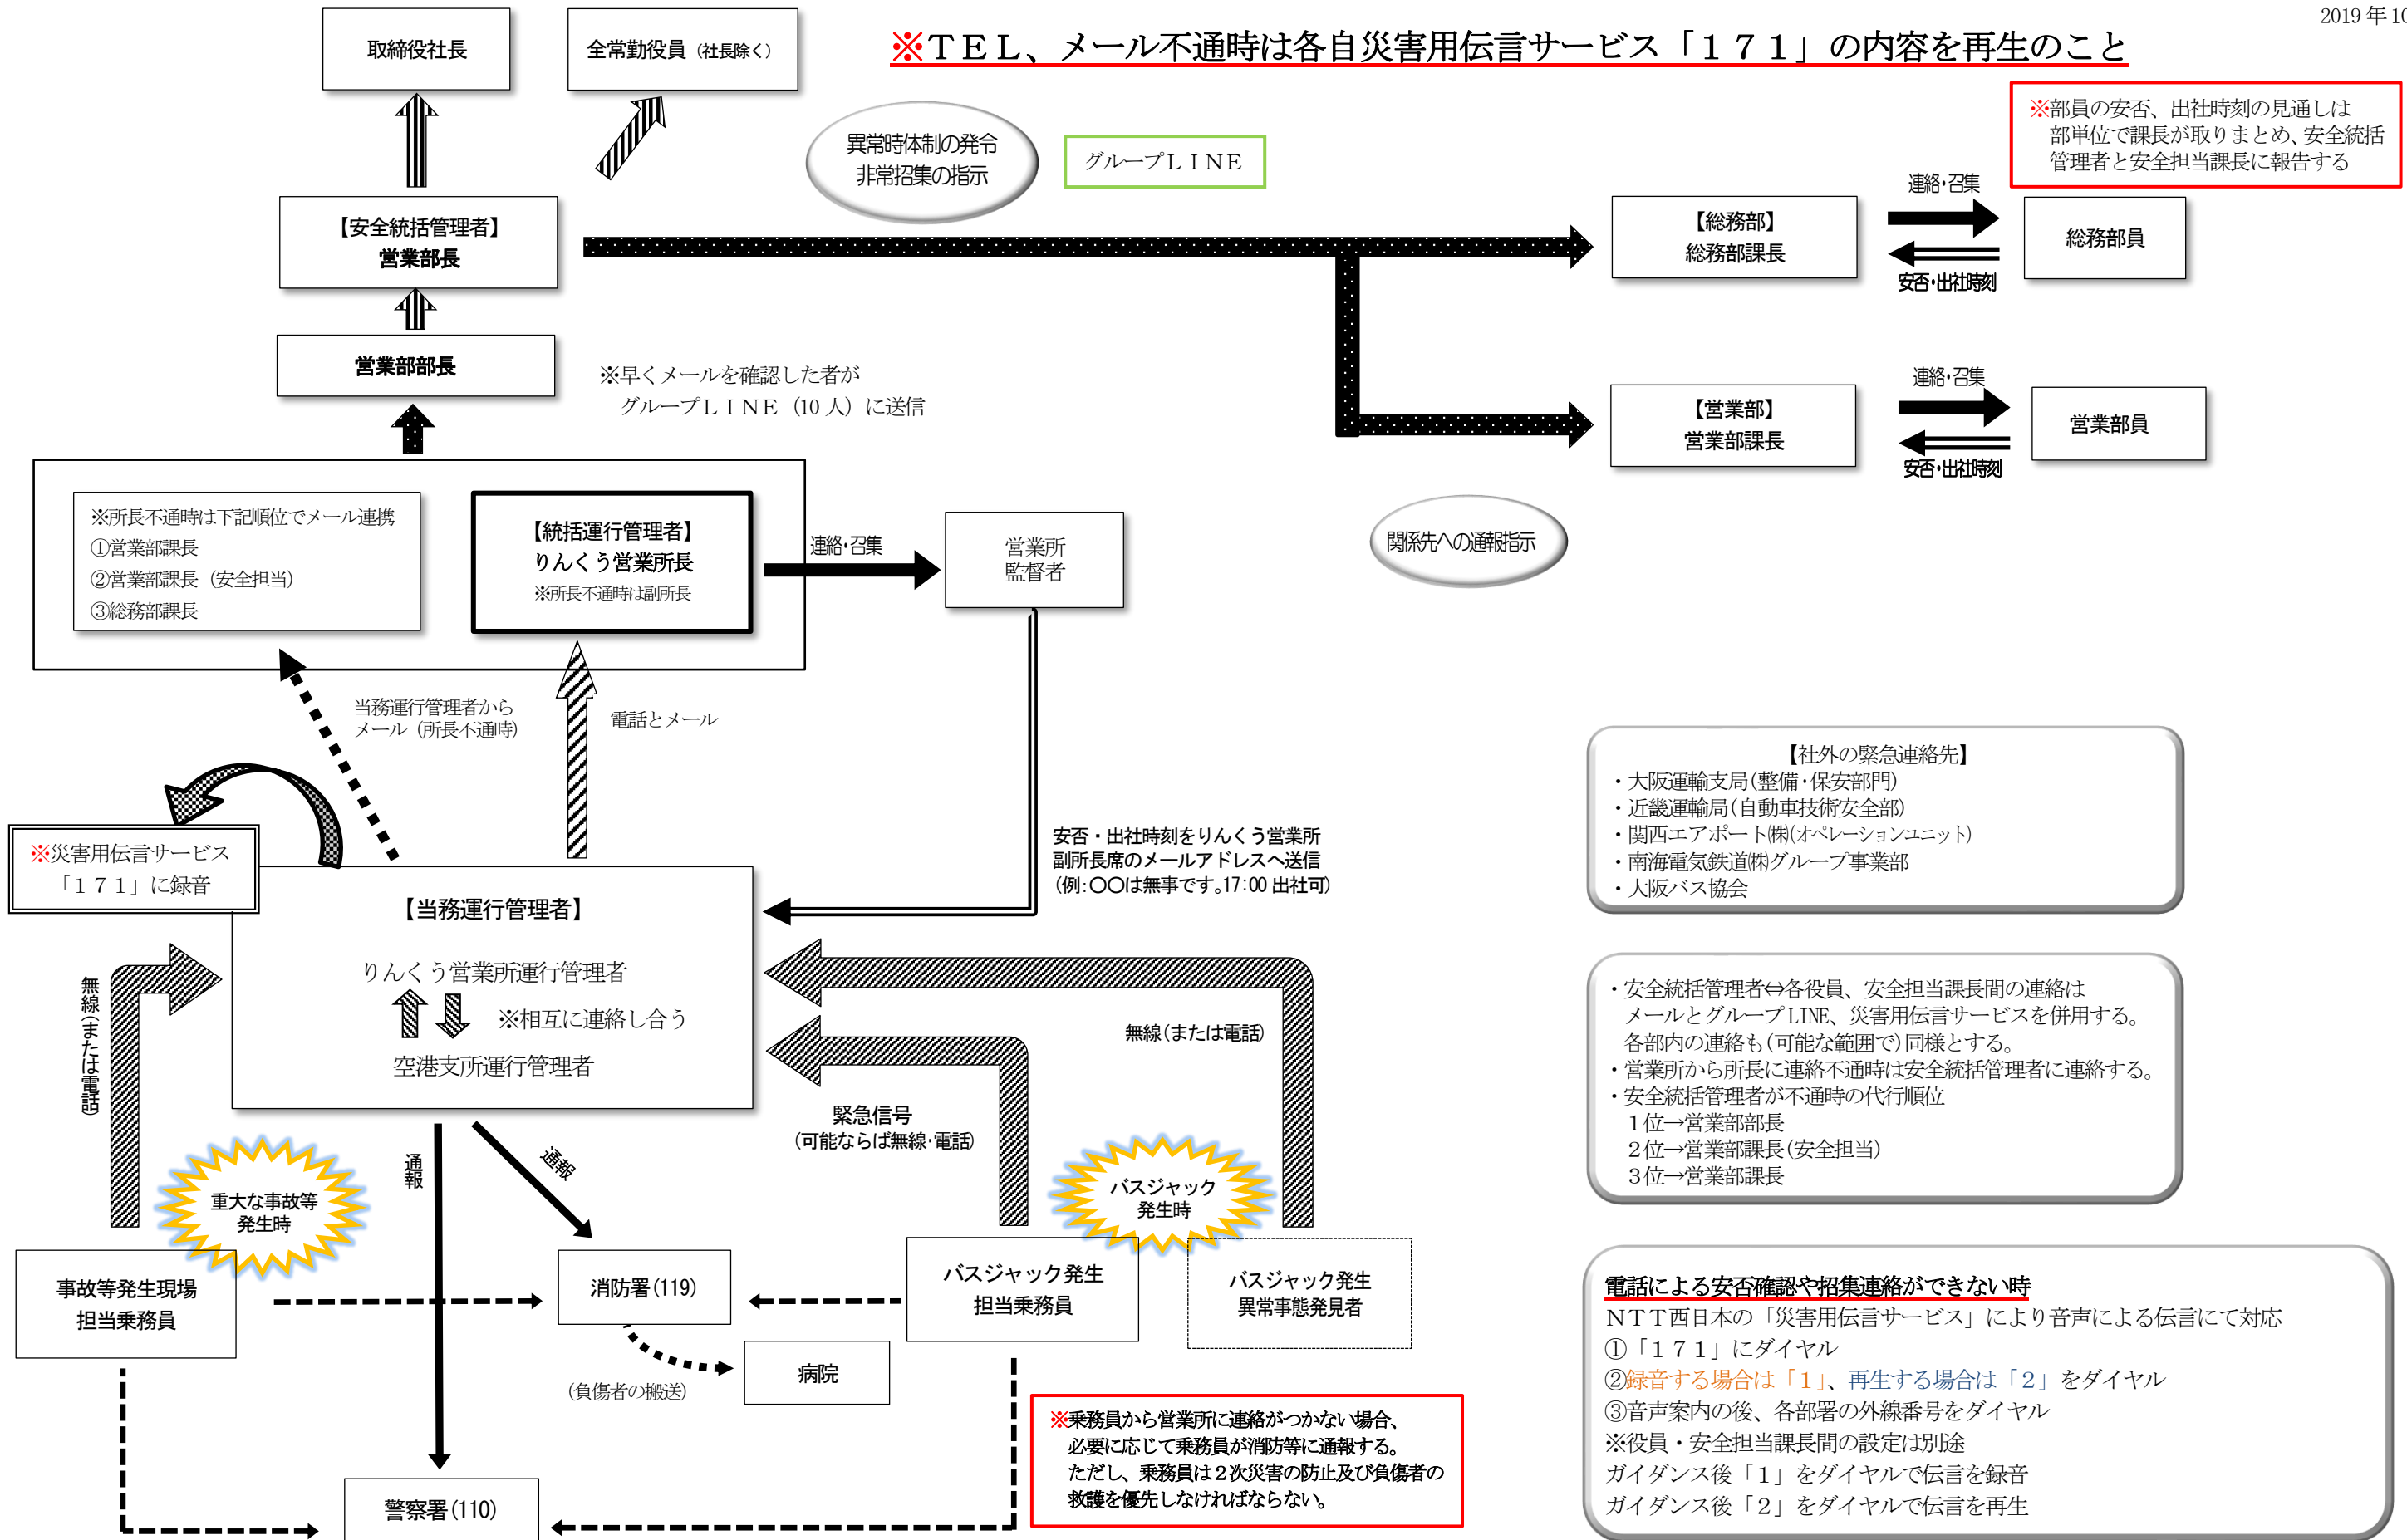 2019 年 10
※ＴＥＬ、メール不通時は各自災害用伝言サービス「１７１」の内容を再生のこと
取締役社長
全常勤役員（社長除く）
異常時体制の発令
非常招集の指示
グループＬＩＮＥ
※部員の安否、出社時刻の見通しは
部単位で課長が取りまとめ、安全統括
管理者と安全担当課長に報告する
【安全統括管理者】
営業部長
【総務部】
総務部課長
連絡・召集
安否・出社時刻
総務部員
営業部部長
※早くメールを確認した者が
グループＬＩＮＥ（10 人）に送信
【営業部】
営業部課長
連絡・召集
安否・出社時刻
営業部員
※所長不通時は下記順位でメール連携
①営業部課長
②営業部課長（安全担当）
③総務部課長
【統括運行管理者】
りんくう営業所長
※所長不通時は副所長
連絡・召集
営業所
監督者
関係先への通報指示
当務運行管理者から
メール（所長不通時）
電話とメール
【社外の緊急連絡先】
・大阪運輸支局(整備・保安部門)
・近畿運輸局(自動車技術安全部)
・関西エアポート㈱(オペレーションユニット)
・南海電気鉄道㈱グループ事業部
・大阪バス協会
※災害用伝言サービス
「１７１」に録音
安否・出社時刻をりんくう営業所
副所長席のメールアドレスへ送信
(例:〇〇は無事です。17:00 出社可)
【当務運行管理者】
りんくう営業所運行管理者
※相互に連絡し合う
空港支所運行管理者
無線(または電話)
無線(または電話)
緊急信号
(可能ならば無線・電話)
・安全統括管理者⇔各役員、安全担当課長間の連絡は
メールとグループ LINE、災害用伝言サービスを併用する。
各部内の連絡も(可能な範囲で)同様とする。
・営業所から所長に連絡不通時は安全統括管理者に連絡する。
・安全統括管理者が不通時の代行順位
１位→営業部部長
２位→営業部課長(安全担当)
３位→営業部課長
通報
通報
重大な事故等
発生時
バスジャック
発生時
事故等発生現場
担当乗務員
消防署(119)
バスジャック発生
担当乗務員
バスジャック発生
異常事態発見者
(負傷者の搬送)
病院
※乗務員から営業所に連絡がつかない場合、
必要に応じて乗務員が消防等に通報する。
ただし、乗務員は２次災害の防止及び負傷者の
救護を優先しなければならない。
警察署(110)
電話による安否確認や招集連絡ができない時
ＮＴＴ西日本の「災害用伝言サービス」により音声による伝言にて対応
①「１７１」にダイヤル
②録音する場合は「１」、再生する場合は「２」をダイヤル
③音声案内の後、各部署の外線番号をダイヤル
※役員・安全担当課長間の設定は別途
ガイダンス後「１」をダイヤルで伝言を録音
ガイダンス後「２」をダイヤルで伝言を再生